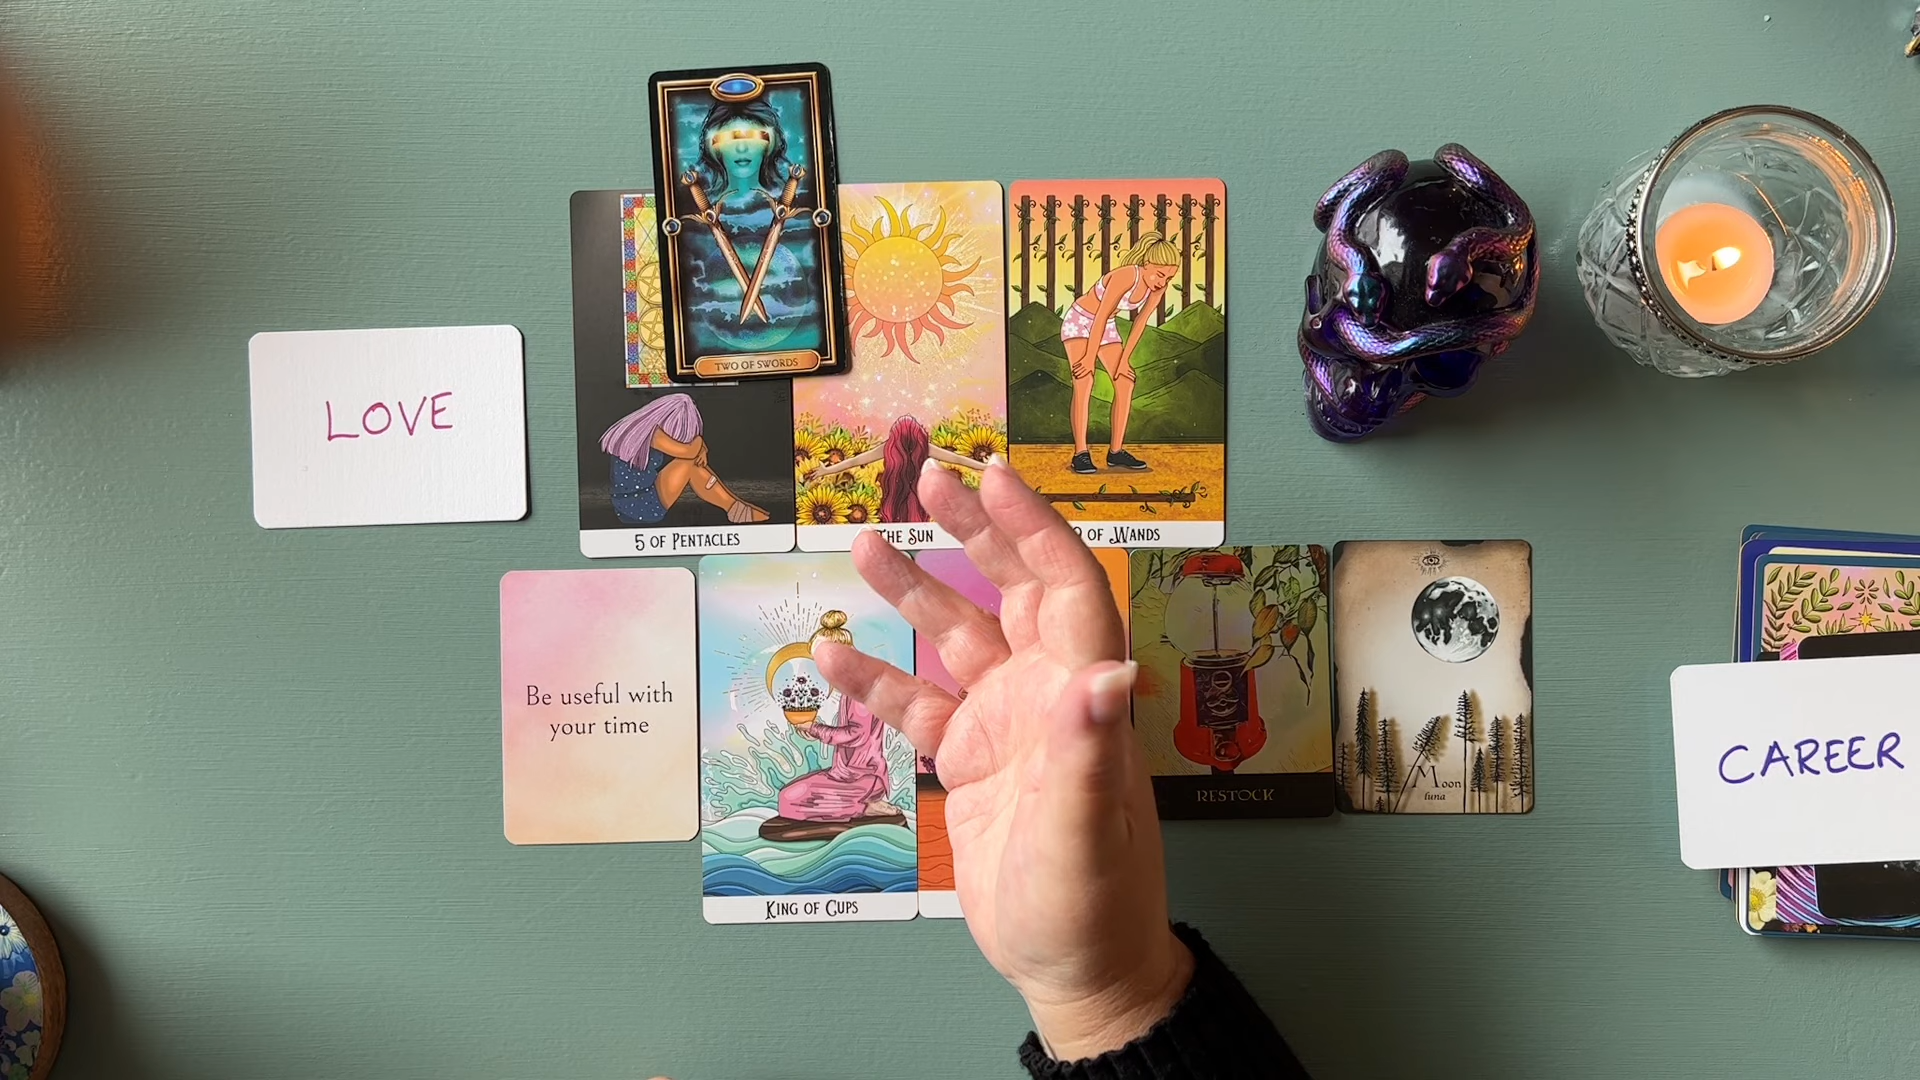 TWO OF SWORDS
LOVE
5 OF PENTACLES
THE SUN
OF WANDS
Be useful with
your time
KING OF CUPS
RESTOCK
Moon
luna
CAREER